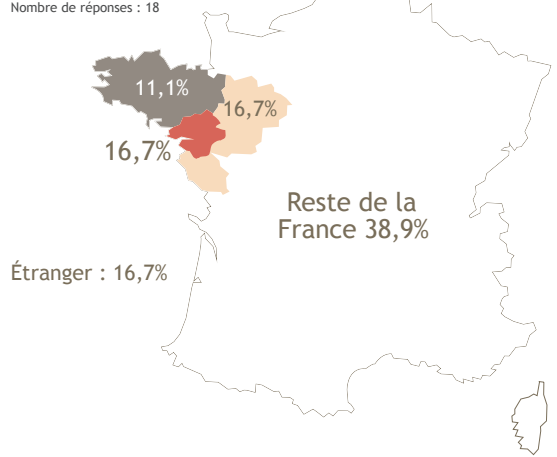 Nombre de réponses : 18
11,1%
16,7%
16,7%
Reste de la
France 38,9%
Étranger : 16,7%